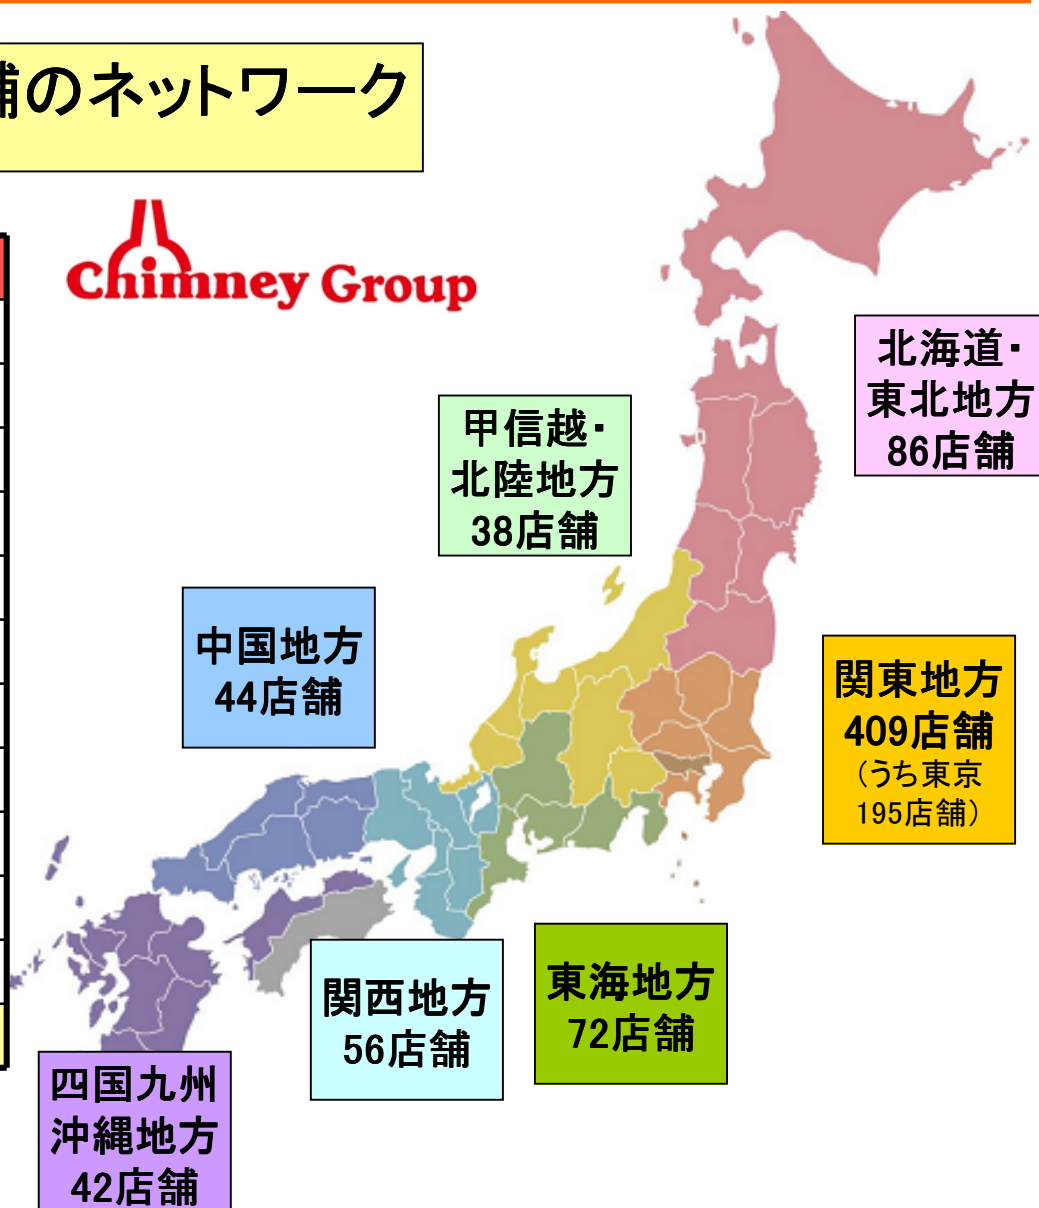 舗のネットワーク
Chimney Group
北海道・
東北地方
86店舗
甲信越・
北陸地方
38店舗
中国地方
44店舗
関東地方
409店舗
（うち東京
195店舗）
関西地方
56店舗
東海地方
72店舗
四国九州
沖縄地方
42店舗